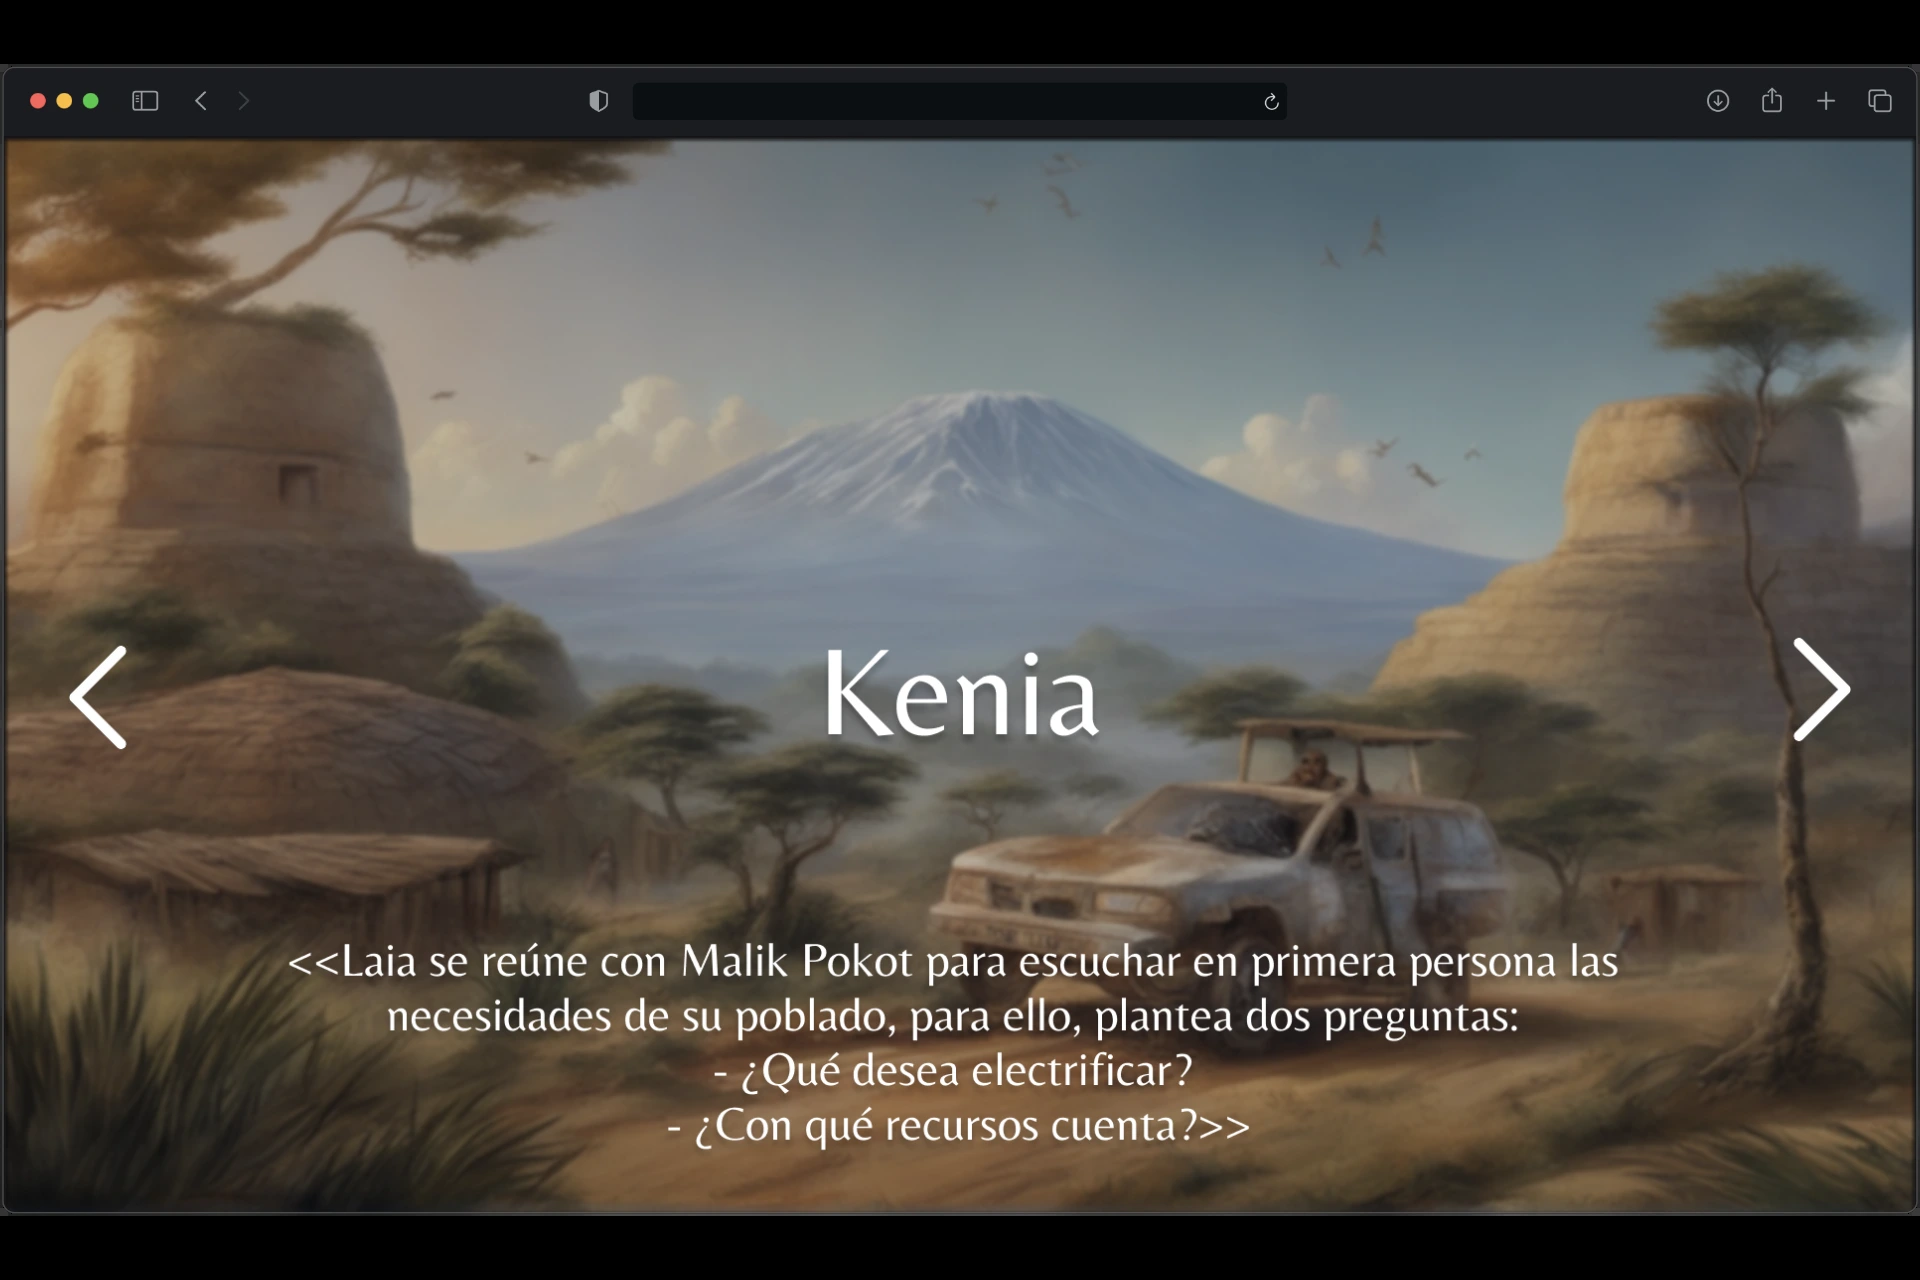 Kenia
<<Laia se reúne con Malik Pokot para escuchar en primera persona las
necesidades de su poblado, para ello, plantea dos preguntas:
- ¿Qué desea electrificar?
- ¿Con qué recursos cuenta?>>